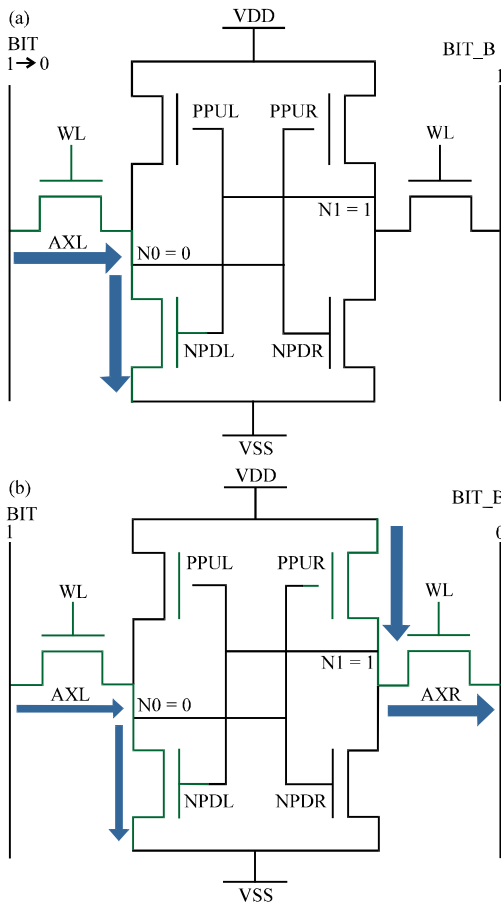 (a)
VDD
BIT
BIT_B
1→0
1
PPUL
PPUR
WL
WL
N1 = 1
AXL
N0 = 0
NPDL
NPDR
VSS
(b)
VDD
BIT
BIT_B
1
0
PPUL
PPUR
WL
WL
N1 = 1
AXL
N0 = 0
AXR
NPDL
NPDR
VSS